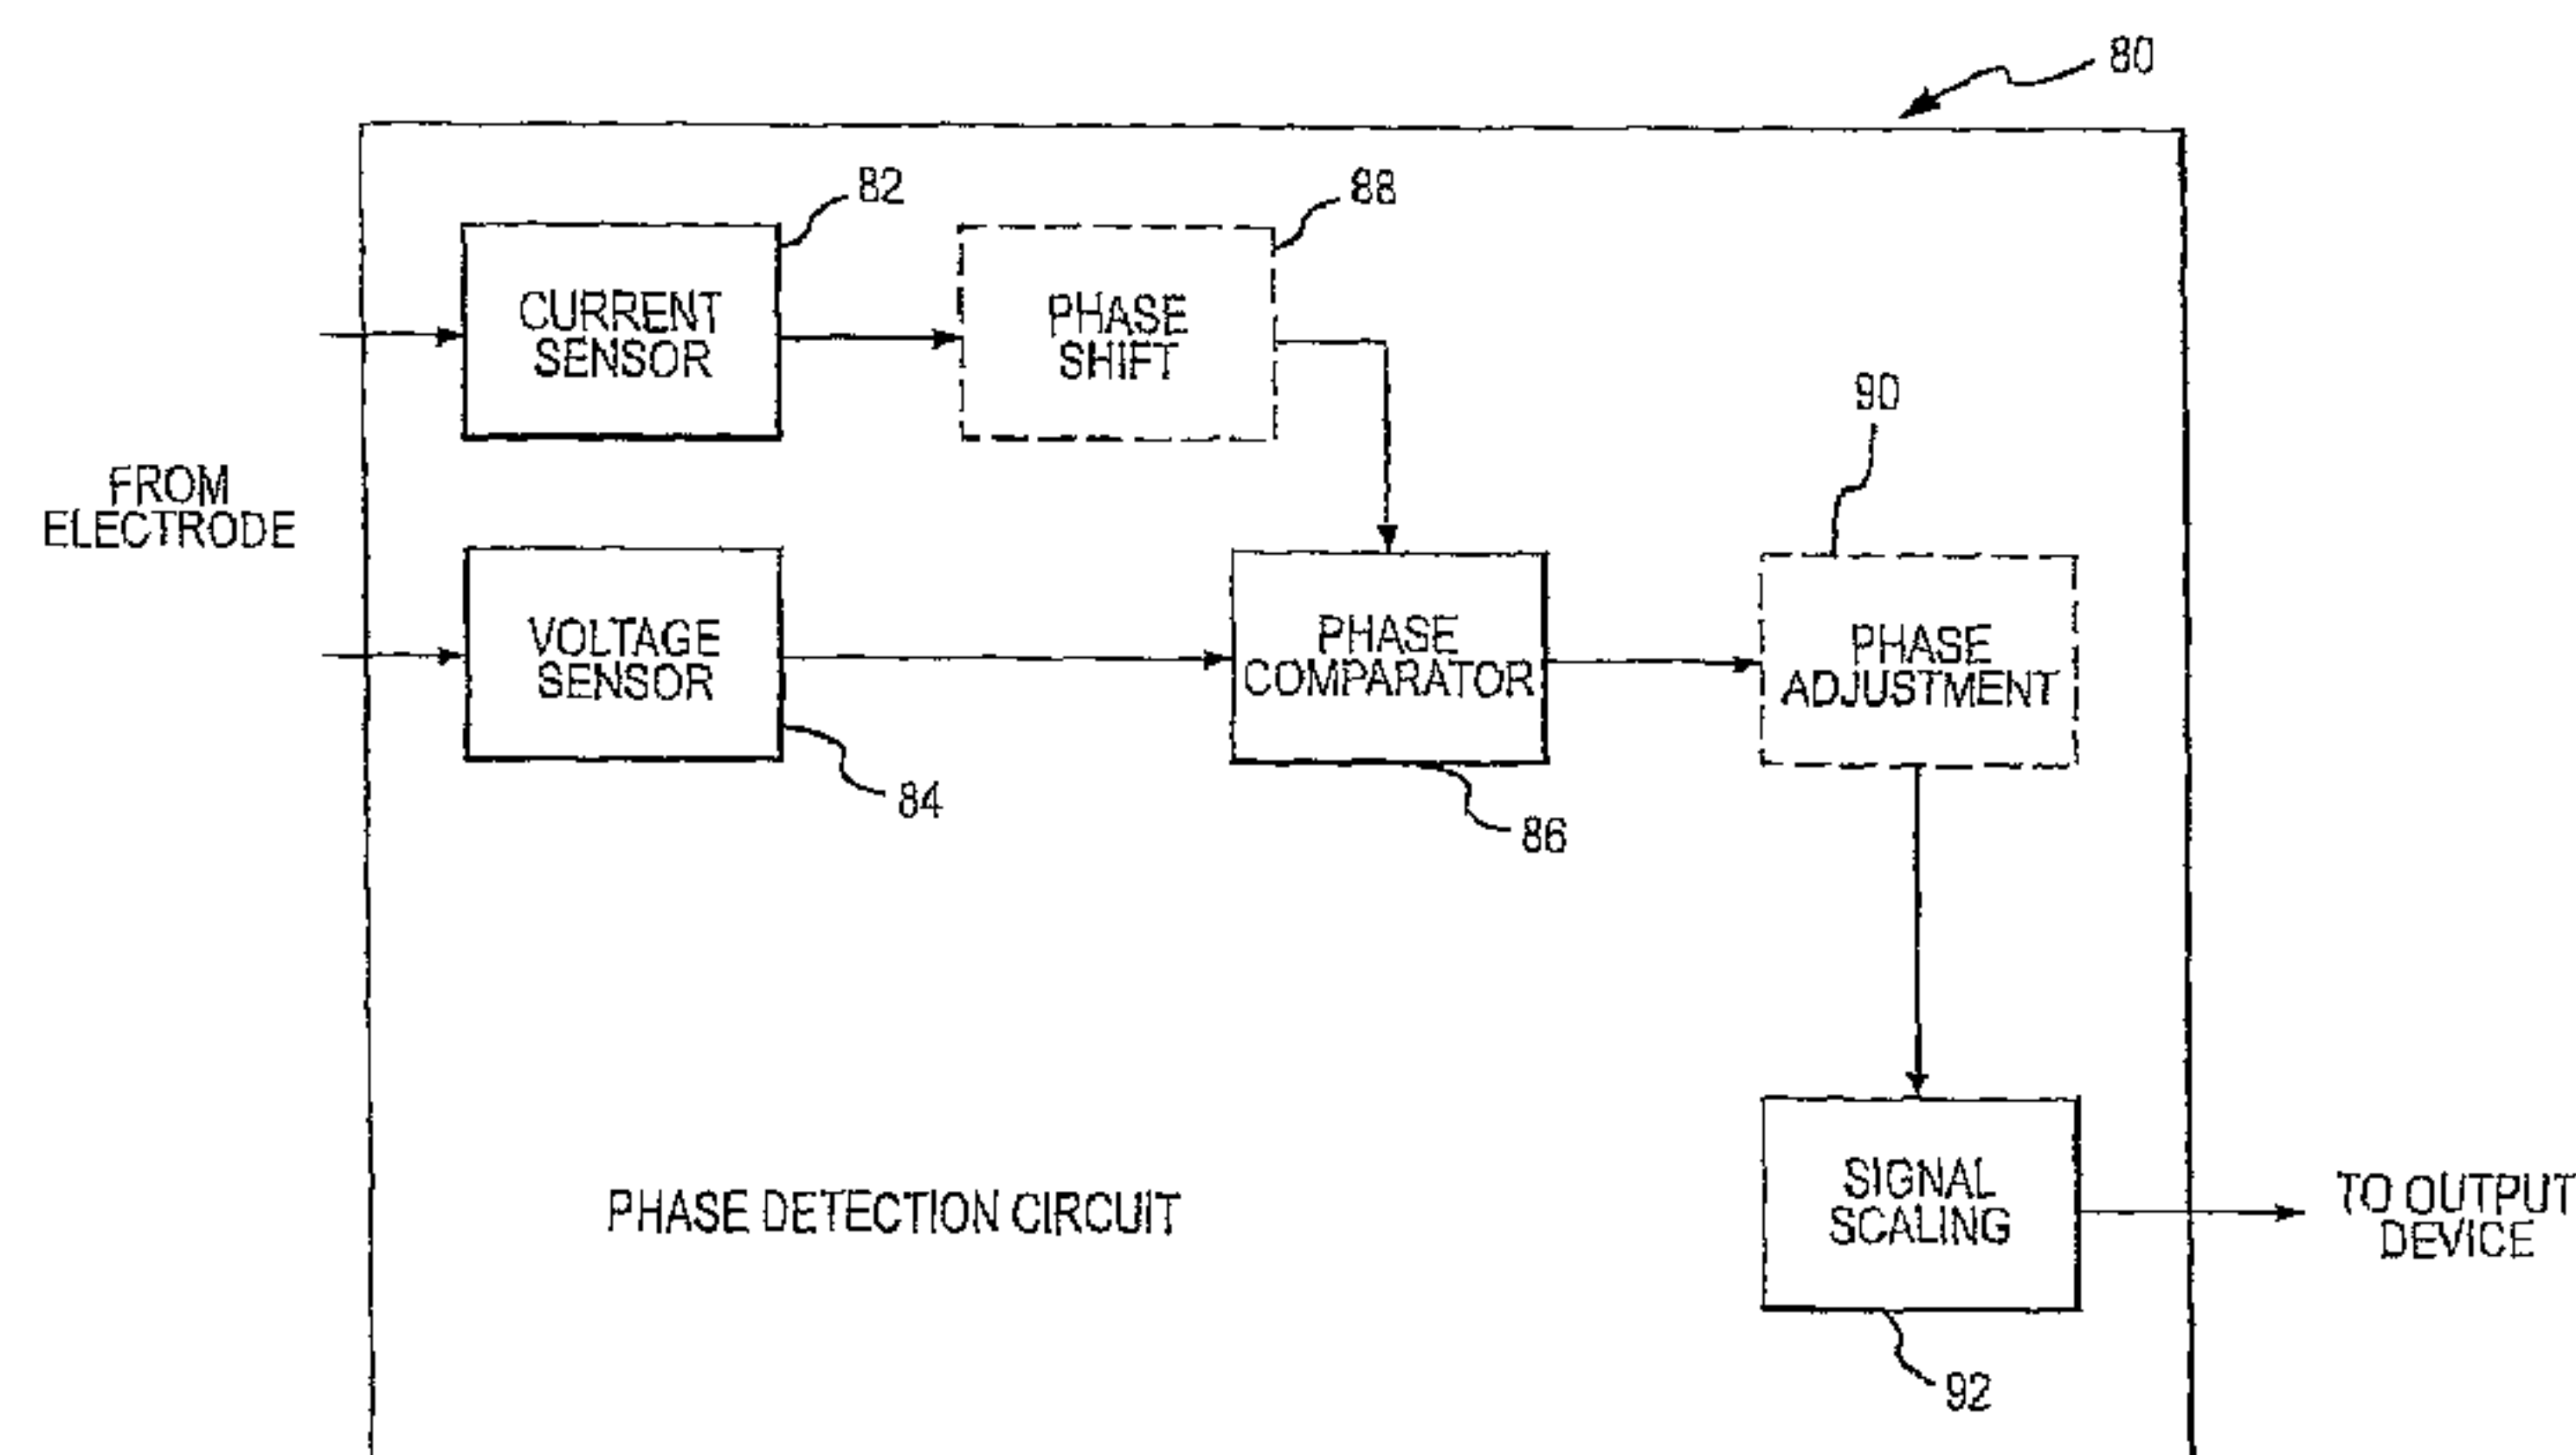 80
82
88
CURRENT
SENSOR
PHASE
SHIFT
90
FROM
ELECTRODE
VOLTAGE
SENSOR
PHASE
COMPARATOR
PHASE
ADJUSTMENT
84
86
SIGNAL
SCALING
PHASE DETECTION CIRCUIT
TO OUTPUT
DEVICE
92